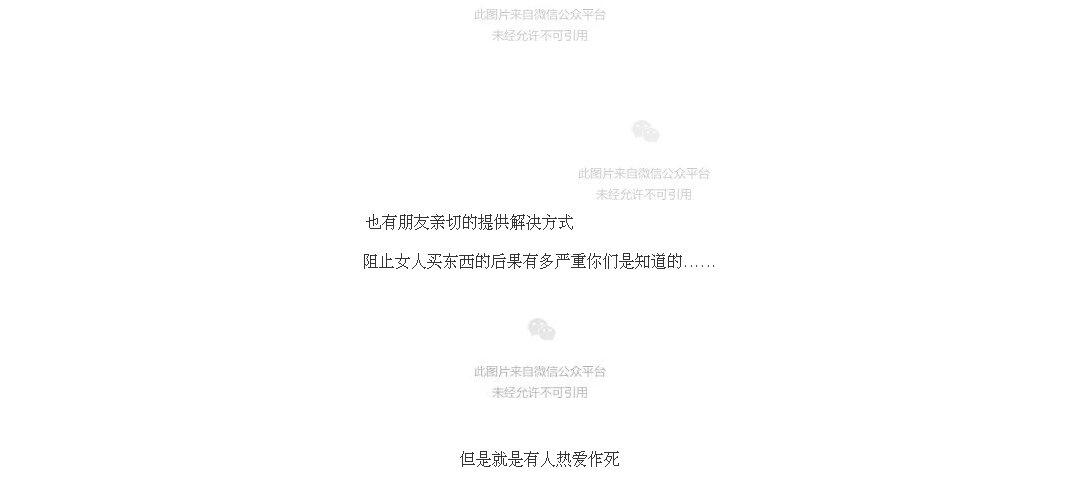 此图片来自微信公众平台
未经允许不可引用
此图片来自微信公众平台
未经允许不可引用
也有朋友亲切的提供解决方式
阻止女人买东西的后果有多严重你们是知道的……
此图片来自微信公众平台
未经允许不可引用
但是就是有人热爱作死